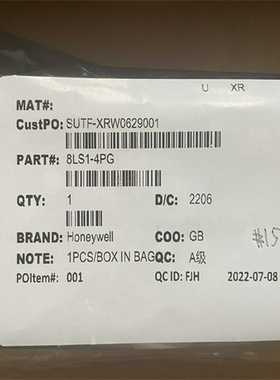 U XR
MAT#:
CustPO: SUTF-XRW0629001
PART#: 8LS1-4PG
QTY: 1 D/C: 2206
BRAND: Honeywell COO: GB
NOTE: 1PCS/BOX IN BAG QC: A级
POItem#: 001 QC ID: FJH 2022-07-08